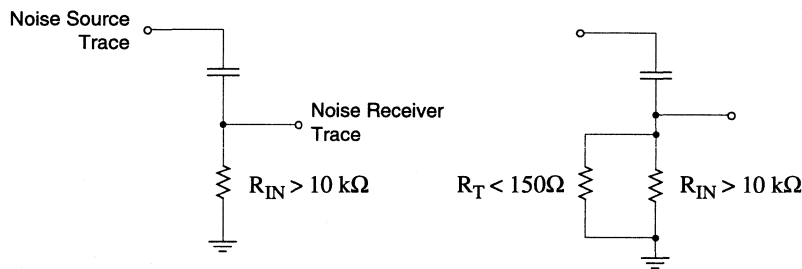 Noise Source
Trace
Noise Receiver
Trace
R_IN > 10 kΩ
R_T < 150Ω
R_IN > 10 kΩ